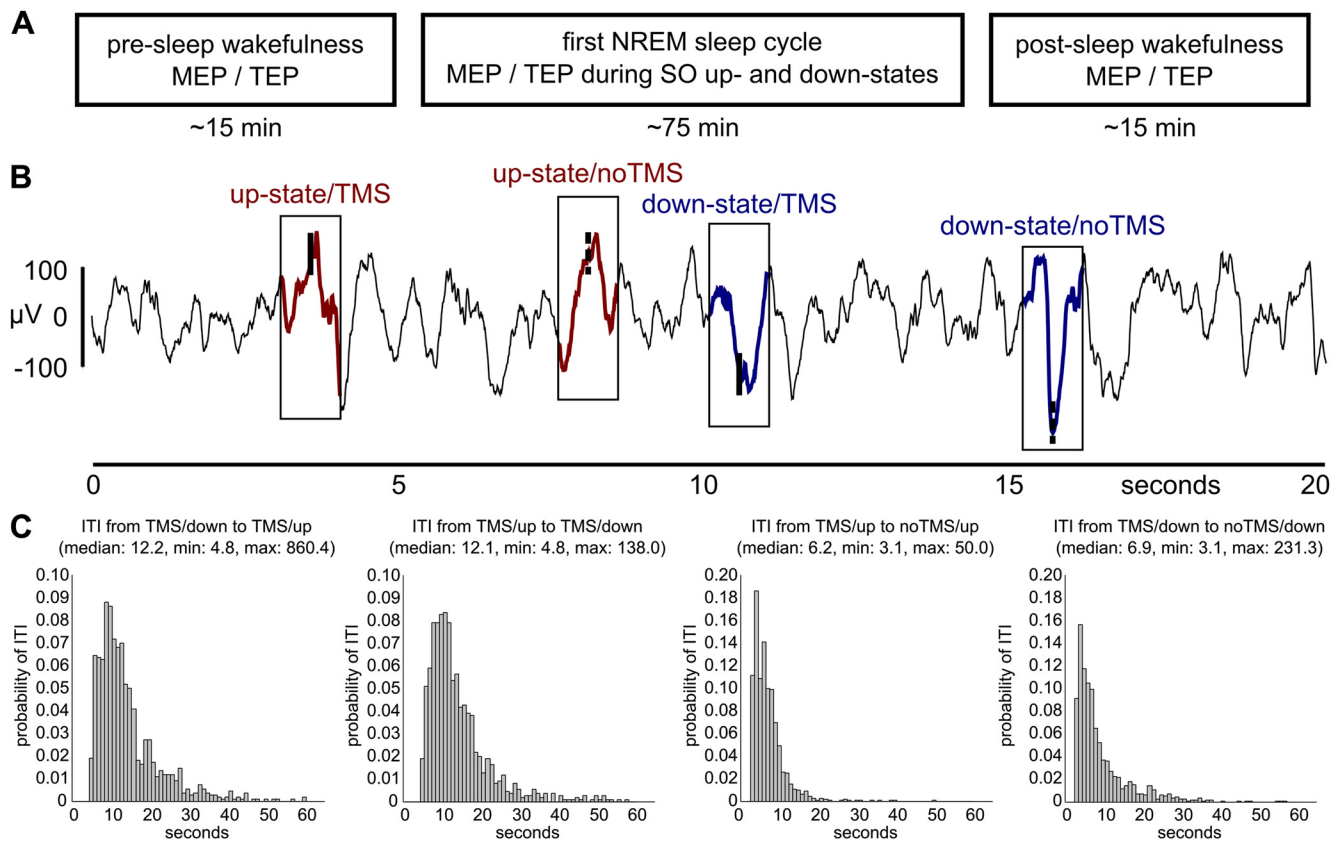 A
pre-sleep wakefulness
MEP / TEP
~15 min
first NREM sleep cycle
MEP / TEP during SO up- and down-states
~75 min
post-sleep wakefulness
MEP / TEP
~15 min
B
up-state/TMS
up-state/noTMS
down-state/TMS
down-state/noTMS
100
µV 0
-100
0 5 10 15 seconds 20
C
ITI from TMS/down to TMS/up
(median: 12.2, min: 4.8, max: 860.4)
probability of ITI
0.10
0.09
0.08
0.07
0.06
0.05
0.04
0.03
0.02
0.01
0
0 10 20 30 40 50 60
seconds
ITI from TMS/up to TMS/down
(median: 12.1, min: 4.8, max: 138.0)
probability of ITI
0.10
0.09
0.08
0.07
0.06
0.05
0.04
0.03
0.02
0.01
0
0 10 20 30 40 50 60
seconds
ITI from TMS/up to noTMS/up
(median: 6.2, min: 3.1, max: 50.0)
probability of ITI
0.20
0.18
0.16
0.14
0.12
0.10
0.08
0.06
0.04
0.02
0
0 10 20 30 40 50 60
seconds
ITI from TMS/down to noTMS/down
(median: 6.9, min: 3.1, max: 231.3)
probability of ITI
0.20
0.18
0.16
0.14
0.12
0.10
0.08
0.06
0.04
0.02
0
0 10 20 30 40 50 60
seconds